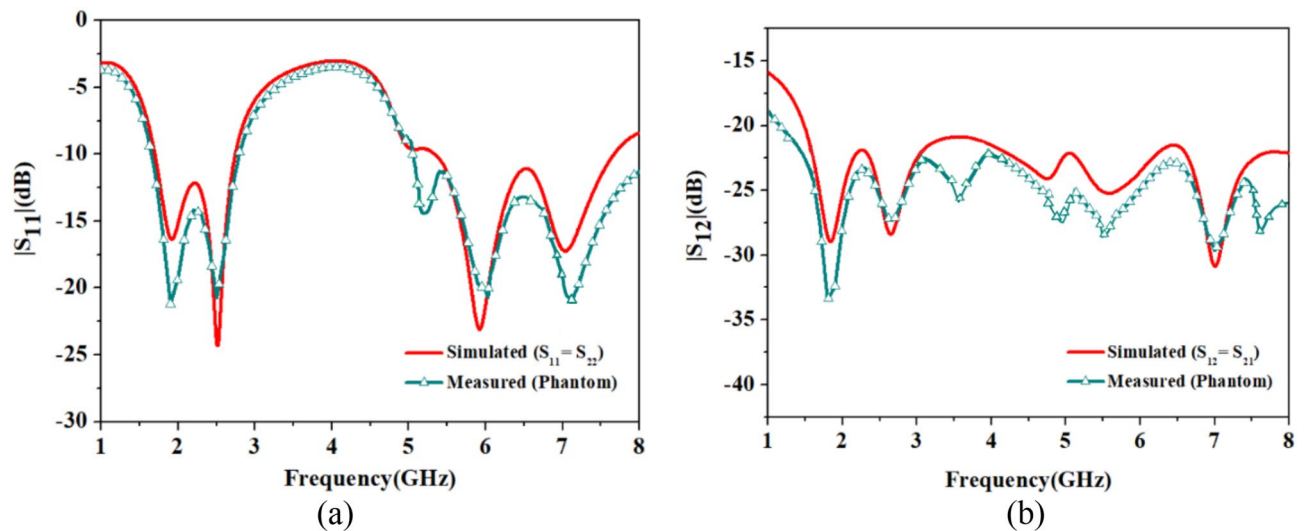 0
-5
-10
-15
-20
-25
-30
|S11|(dB)
1 2 3 4 5 6 7 8
Frequency(GHz)
Simulated (S11= S22)
Measured (Phantom)
(a)
-15
-20
-25
-30
-35
-40
|S12|(dB)
1 2 3 4 5 6 7 8
Frequency(GHz)
Simulated (S12= S21)
Measured (Phantom)
(b)